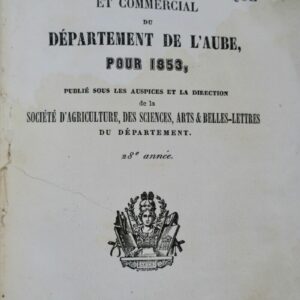 ET COMMERCIAL
DU
DÉPARTEMENT DE L'AUBE,
POUR 1853,
PUBLIÉ SOUS LES AUSPICES ET LA DIRECTION
de la
SOCIÉTÉ D'AGRICULTURE, DES SCIENCES, ARTS & BELLES-LETTRES
DU DÉPARTEMENT.
28e année.